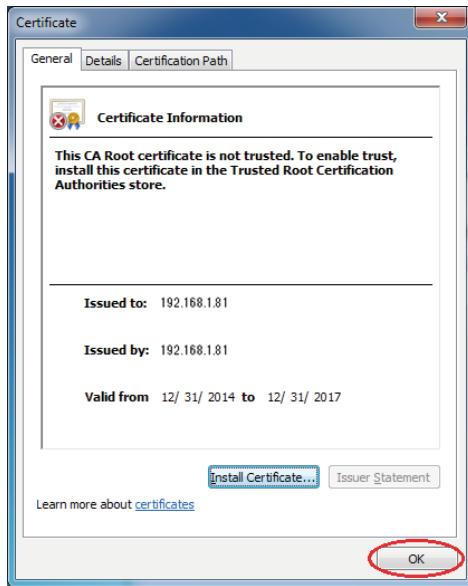 Certificate
General Details Certification Path
Certificate Information
This CA Root certificate is not trusted. To enable trust,
install this certificate in the Trusted Root Certification
Authorities store.
Issued to: 192.168.1.81
Issued by: 192.168.1.81
Valid from 12/ 31/ 2014 to 12/ 31/ 2017
Install Certificate... Issuer Statement
Learn more about certificates
OK